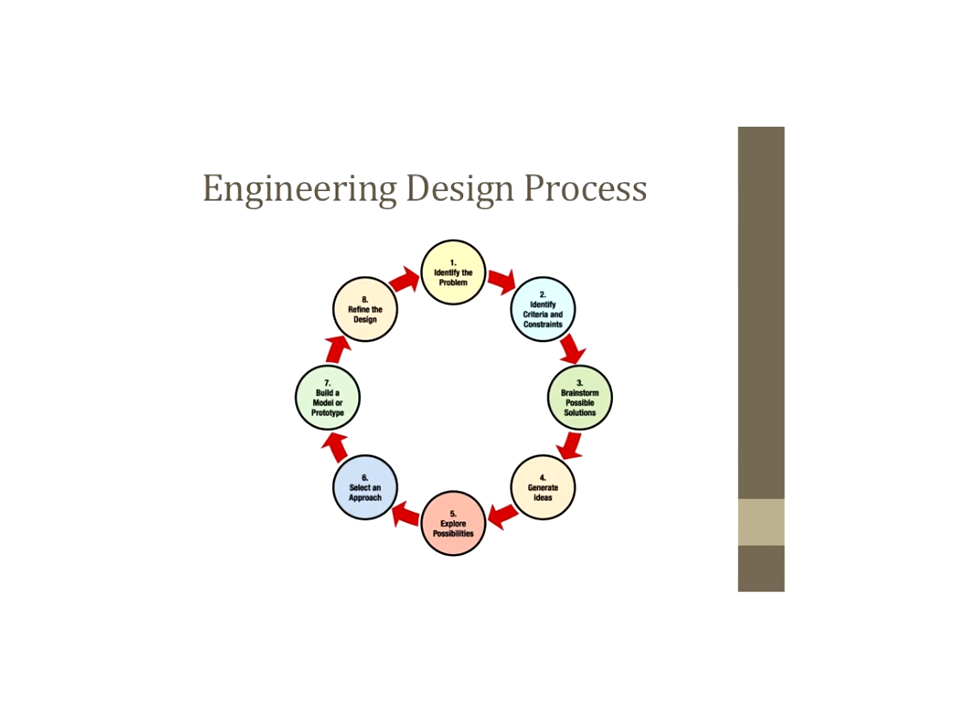 Engineering Design Process
1.
Identify the
Problem
2.
Identify
Criteria and
Constraints
3.
Brainstorm
Possible
Solutions
4.
Generate
Ideas
5.
Explore
Possibilities
6.
Select an
Approach
7.
Build a
Model or
Prototype
8.
Refine the
Design